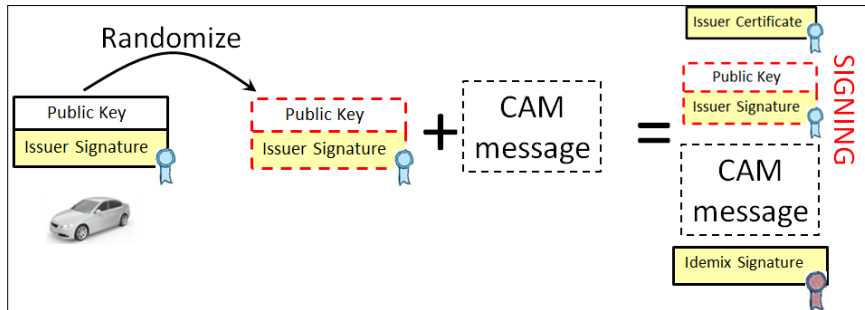 Randomize
Public Key
Issuer Signature
Public Key
Issuer Signature
+
CAM
message
=
Issuer Certificate
Public Key
Issuer Signature
CAM
message
Idemix Signature
SIGNING